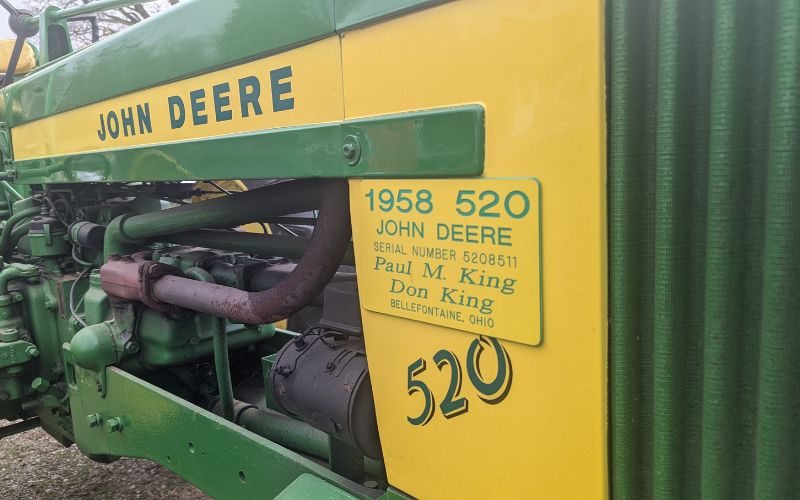 JOHN DEERE
1958 520
JOHN DEERE
SERIAL NUMBER 5208511
Paul M. King
Don King
BELLEFONTAINE, OHIO
520